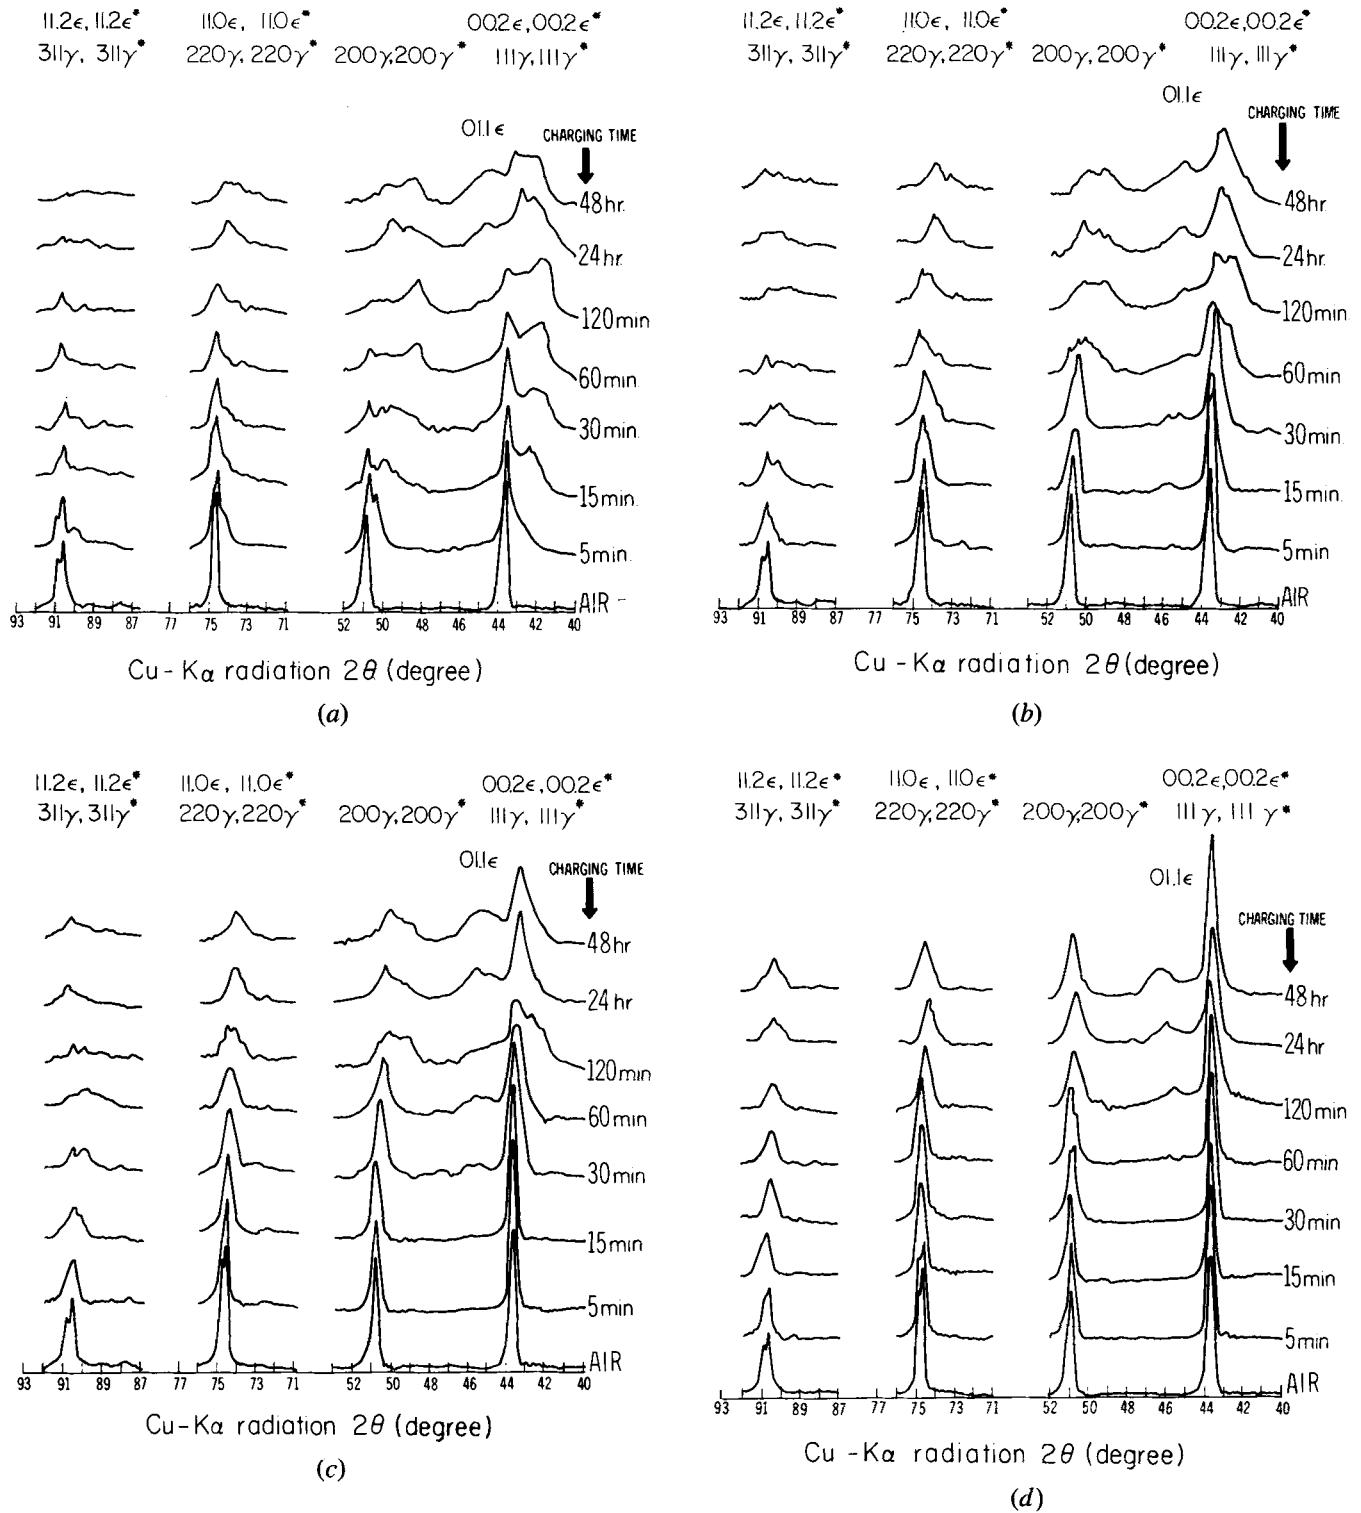 11.2ϵ, 11.2ϵ* 11.0ϵ, 11.0ϵ* 00.2ϵ,00.2ϵ*
311γ, 311γ* 220γ, 220γ* 200γ,200γ* 111γ,111γ*
01.1ϵ CHARGING TIME
48hr.
24hr.
120min
60min.
30min.
15min.
5min.
AIR
93 91 89 87 77 75 73 71 52 50 48 46 44 42 40
Cu-Kα radiation 2θ (degree)
(a)
11.2ϵ, 11.2ϵ* 11.0ϵ, 11.0ϵ* 00.2ϵ,00.2ϵ*
311γ, 311γ* 220γ, 220γ* 200γ,200γ* 111γ, 111γ*
01.1ϵ
CHARGING TIME
48hr.
24hr.
120min.
60min.
30min.
15min.
5min
AIR
91 89 87 77 75 73 71 52 50 48 46 44 42 40
Cu-Kα radiation 2θ (degree)
(b)
11.2ϵ, 11.2ϵ* 11.0ϵ, 11.0ϵ* 00.2ϵ,00.2ϵ*
311γ, 311γ* 220γ,220γ* 200γ,200γ* 111γ, 111γ*
01.1ϵ CHARGING TIME
48hr
24hr
120min
60min
30min
15min
5min
AIR
93 91 89 87 77 75 73 71 52 50 48 46 44 42 40
Cu-Kα radiation 2θ (degree)
(c)
11.2ϵ, 11.2ϵ* 11.0ϵ, 11.0ϵ* 00.2ϵ,00.2ϵ*
311γ, 311γ* 220γ,220γ* 200γ,200γ* 111γ, 111γ*
01.1ϵ
CHARGING TIME
48hr
24hr
120min
60min
30min
15min
5min
AIR
93 91 89 87 77 75 73 71 52 50 48 46 44 42 40
Cu-Kα radiation 2θ (degree)
(d)